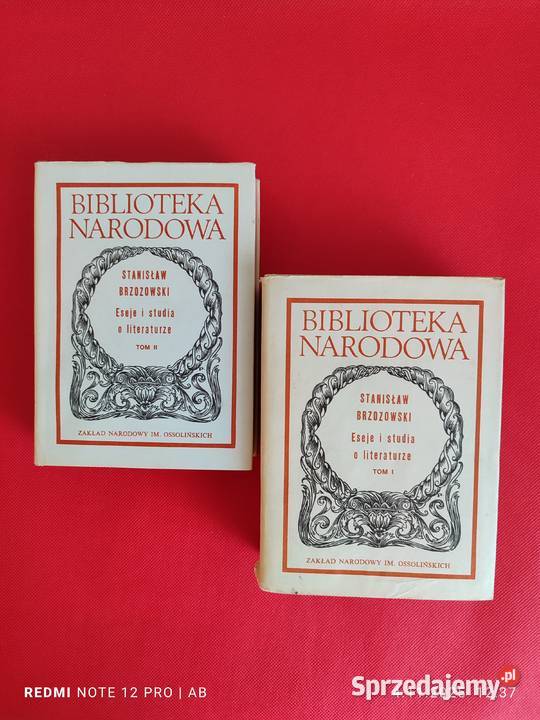 BIBLIOTEKA
NARODOWA
STANISŁAW
BRZOZOWSKI
Eseje i studia
o literaturze
TOM II
ZAKŁAD NARODOWY IM. OSSOLIŃSKICH
BIBLIOTEKA
NARODOWA
STANISŁAW
BRZOZOWSKI
Eseje i studia
o literaturze
TOM I
ZAKŁAD NARODOWY IM. OSSOLIŃSKICH
REDMI NOTE 12 PRO | AB
Sprzedajemy.pl